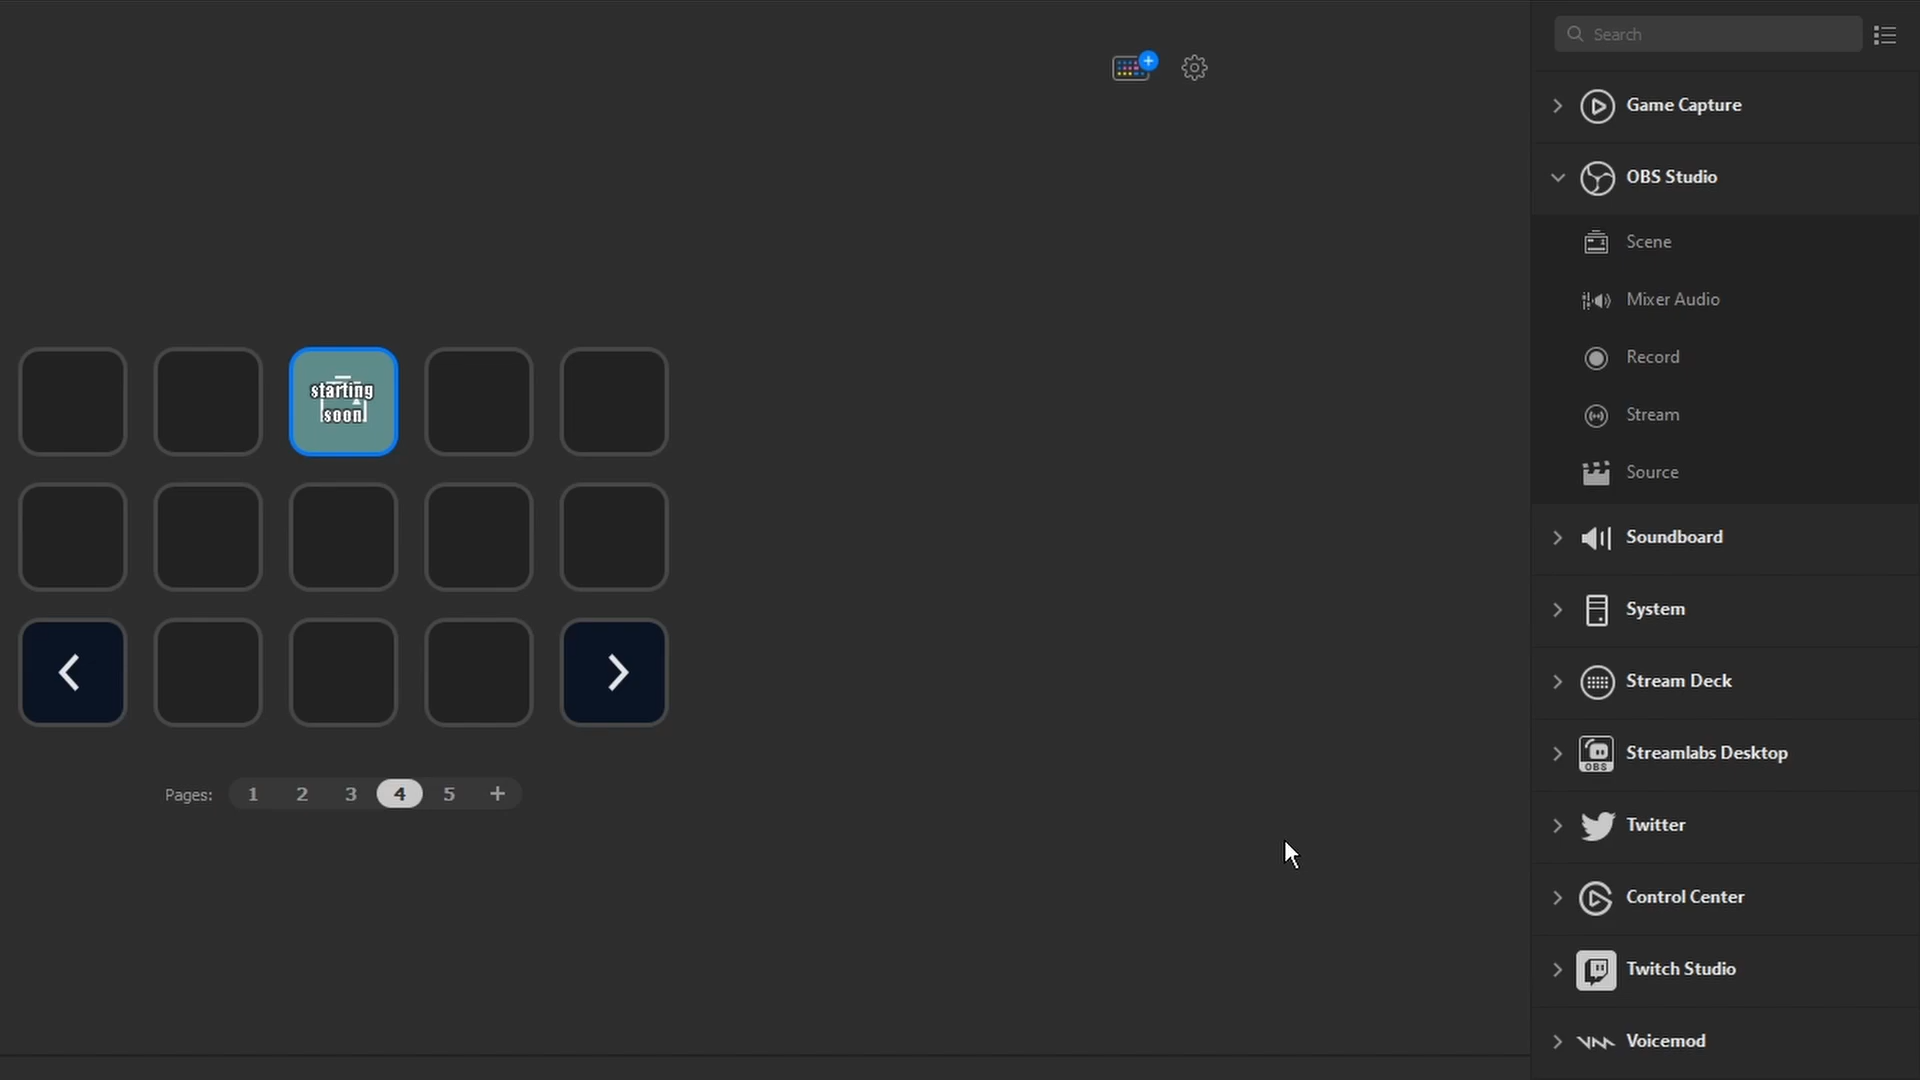 Search
Game Capture
OBS Studio
Scene
Mixer Audio
Record
Stream
Source
Soundboard
System
Stream Deck
Streamlabs Desktop
OBS
Twitter
Control Center
Twitch Studio
Voicemod
starting
soon
Pages: 1 2 3 4 5 +